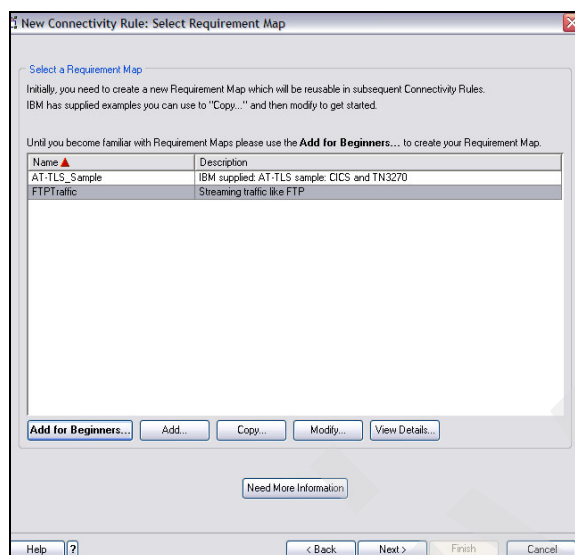 New Connectivity Rule: Select Requirement Map
Select a Requirement Map
Initially, you need to create a new Requirement Map which will be reusable in subsequent Connectivity Rules.
IBM has supplied examples you can use to "Copy..." and then modify to get started.
Until you become familiar with Requirement Maps please use the Add for Beginners... to create your Requirement Map.
Name Description
AT-TLS_Sample IBM supplied: AT-TLS sample: CICS and TN3270
FTPTraffic Streaming traffic like FTP
Add for Beginners... Add... Copy... Modify... View Details...
Need More Information
Help ? < Back Next > Finish Cancel